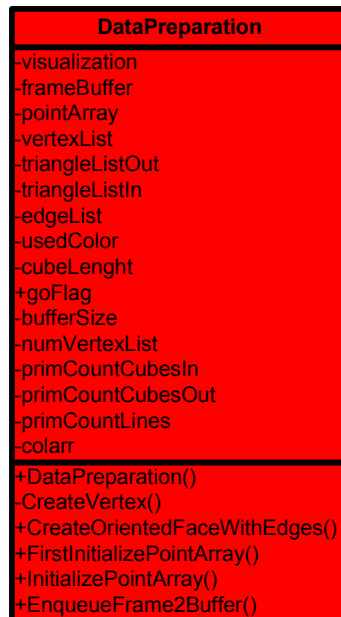 DataPreparation
-visualization
-frameBuffer
-pointArray
-vertexList
-triangleListOut
-triangleListIn
-edgeList
-usedColor
-cubeLenght
+goFlag
-bufferSize
-numVertexList
-primCountCubesIn
-primCountCubesOut
-primCountLines
-colarr
+DataPreparation()
-CreateVertex()
+CreateOrientedFaceWithEdges()
+FirstInitializePointArray()
+InitializePointArray()
+EnqueueFrame2Buffer()